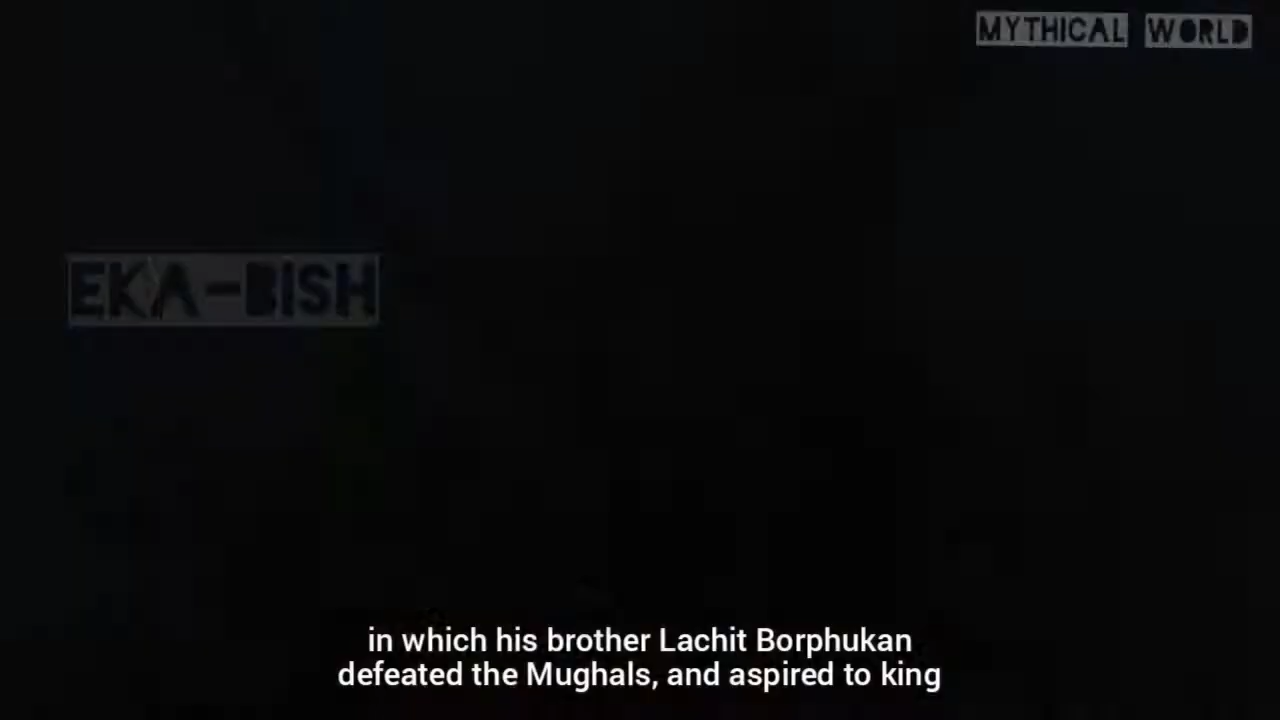 MYTHICAL WORLD
EKA-BISH
in which his brother Lachit Borphukan
defeated the Mughals, and aspired to king